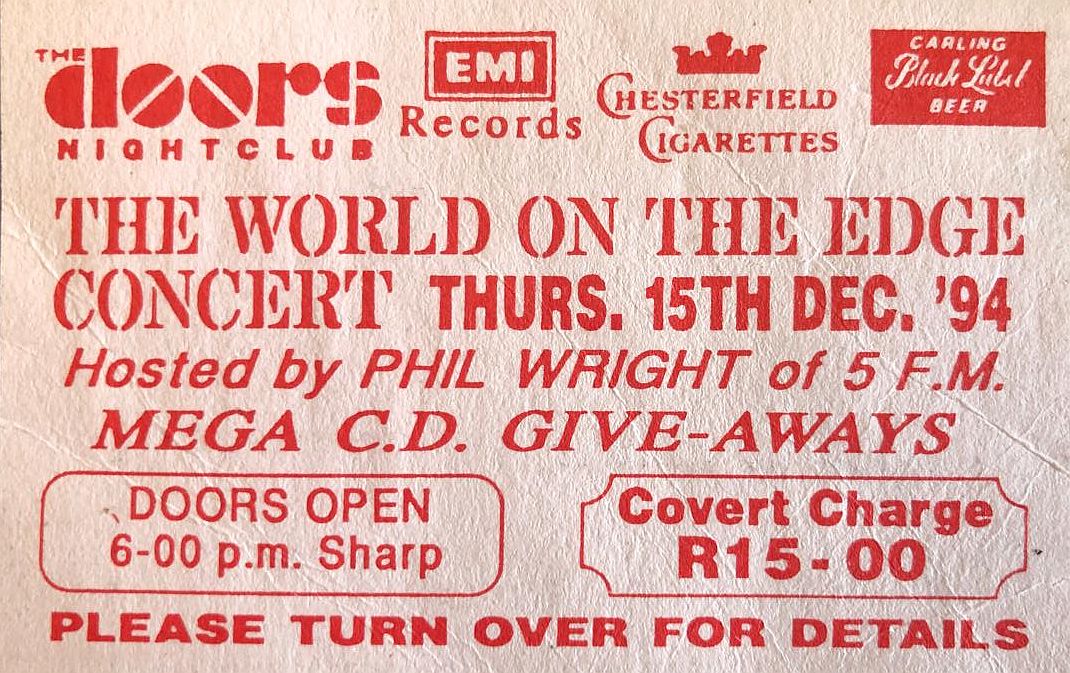 THE
doors
NIGHTCLUB
EMI
Records
CHESTERFIELD
CIGARETTES
CARLING
Black Label
BEER
THE WORLD ON THE EDGE
CONCERT THURS. 15TH DEC. '94
Hosted by PHIL WRIGHT of 5 F.M.
MEGA C.D. GIVE-AWAYS
DOORS OPEN
6-00 p.m. Sharp
Covert Charge
R15-00
PLEASE TURN OVER FOR DETAILS